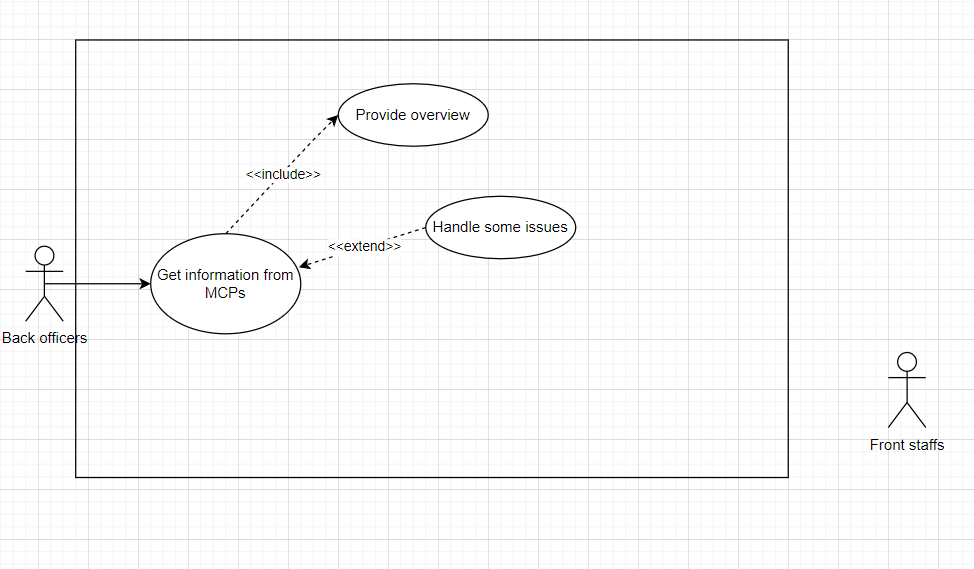 Provide overview
<<include>>
Handle some issues
<<extend>>
Get information from
MCPs
Back officers
Front staffs